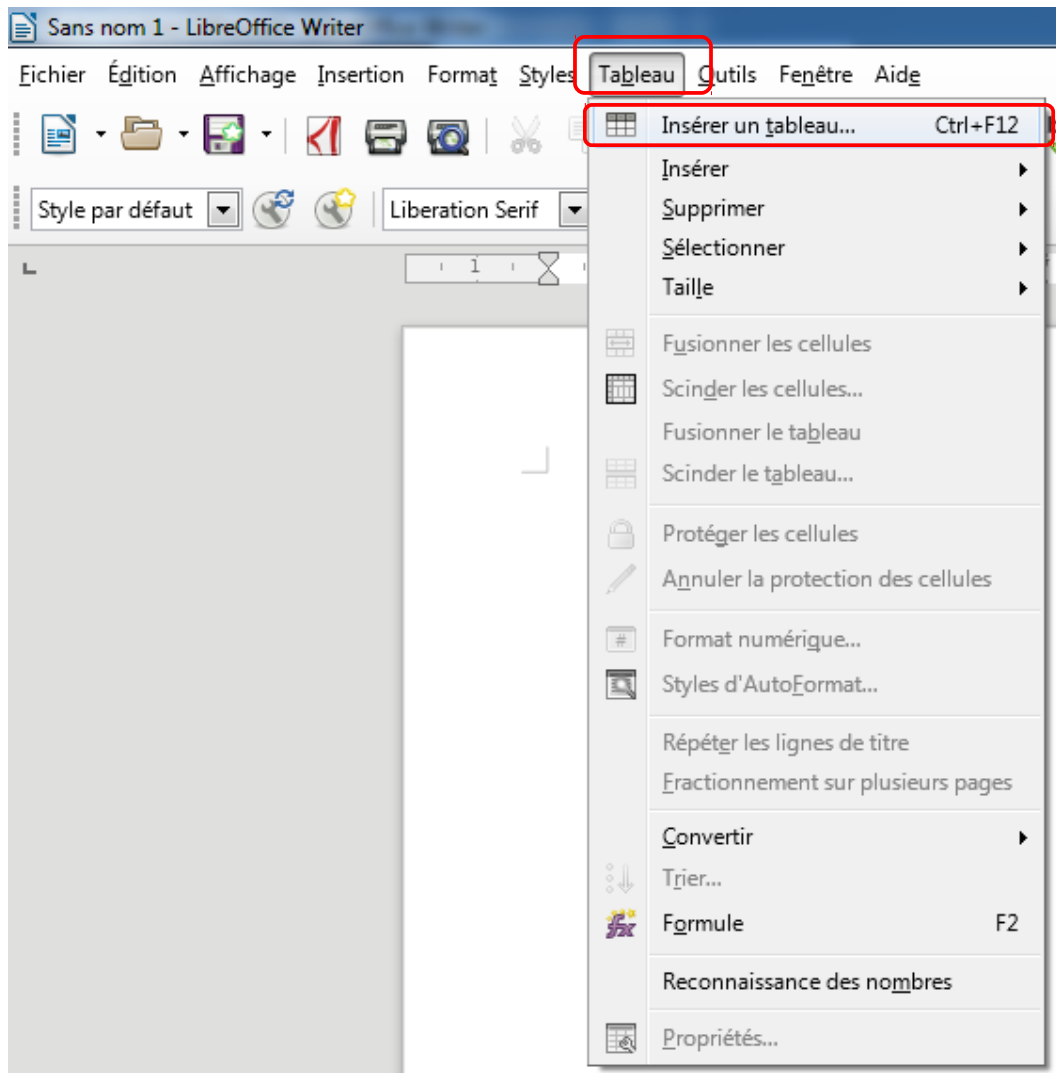 Sans nom 1 - LibreOffice Writer
Fichier Édition Affichage Insertion Format Styles Tableau Outils Fenêtre Aide
Insérer un tableau... Ctrl+F12
Insérer
Style par défaut Liberation Serif
Supprimer
Sélectionner
1
Taille
Fusionner les cellules
Scinder les cellules...
Fusionner le tableau
Scinder le tableau...
Protéger les cellules
Annuler la protection des cellules
Format numérique...
Styles d'AutoFormat...
Répéter les lignes de titre
Fractionnement sur plusieurs pages
Convertir
Trier...
Formule F2
Reconnaissance des nombres
Propriétés...